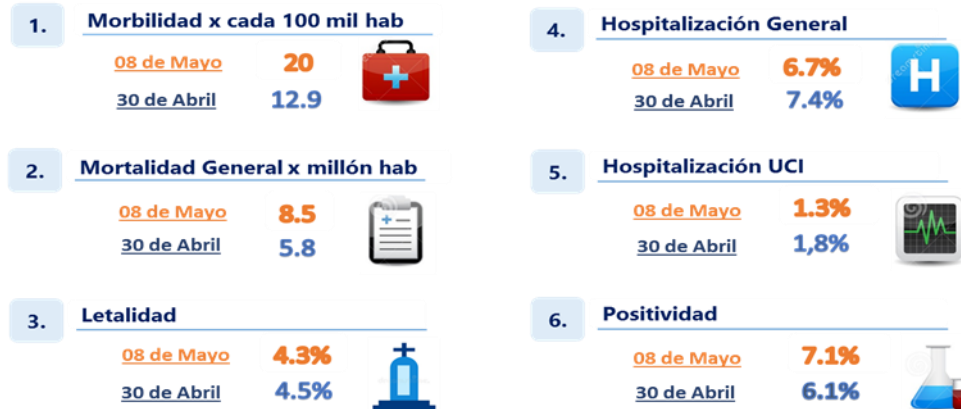 1. Morbilidad x cada 100 mil hab
08 de Mayo 20
30 de Abril 12.9
2. Mortalidad General x millón hab
08 de Mayo 8.5
30 de Abril 5.8
3. Letalidad
08 de Mayo 4.3%
30 de Abril 4.5%
4. Hospitalización General
08 de Mayo 6.7%
30 de Abril 7.4%
H
5. Hospitalización UCI
08 de Mayo 1.3%
30 de Abril 1,8%
6. Positividad
08 de Mayo 7.1%
30 de Abril 6.1%